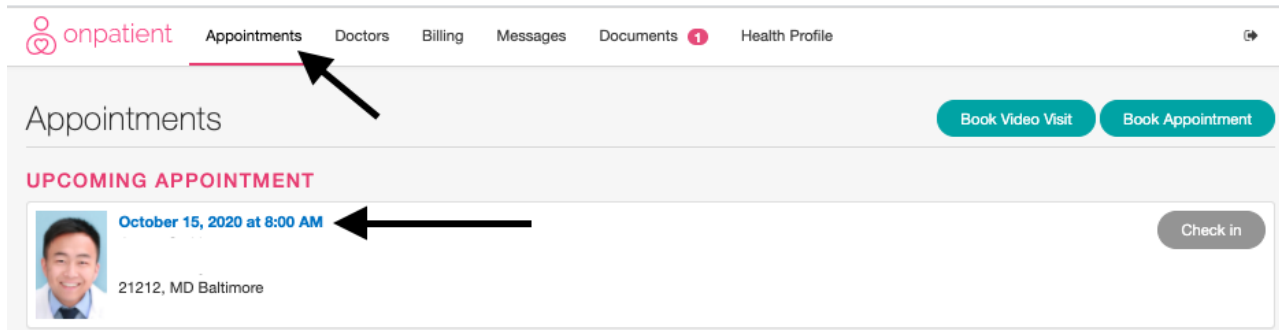 onpatient Appointments Doctors Billing Messages Documents 1 Health Profile
Appointments Book Video Visit Book Appointment
UPCOMING APPOINTMENT
October 15, 2020 at 8:00 AM
Check in
21212, MD Baltimore